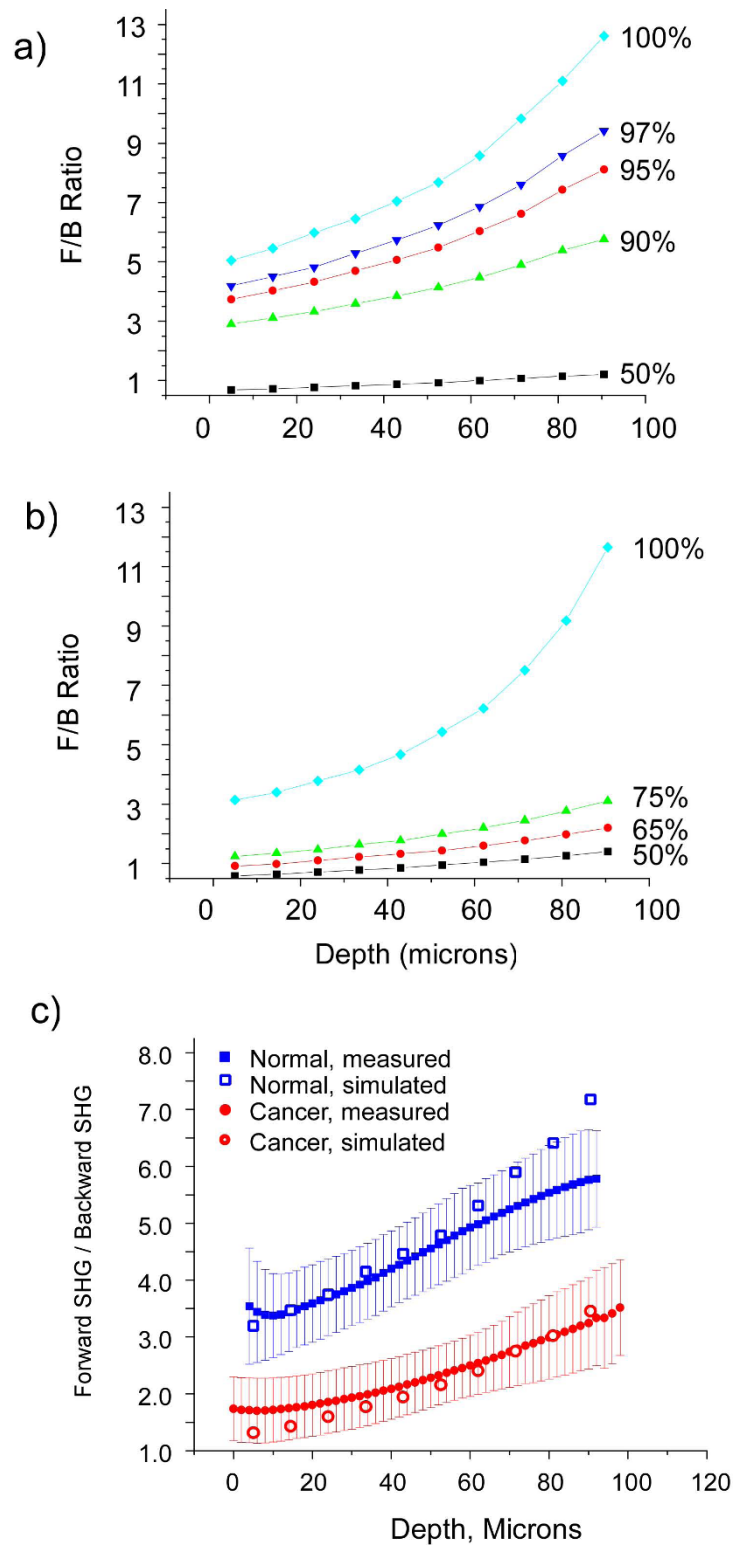 a)
13
11
9
7
5
3
1
F/B Ratio
100%
97%
95%
90%
50%
0 20 40 60 80 100
b)
13
11
9
7
5
3
1
F/B Ratio
100%
75%
65%
50%
0 20 40 60 80 100
Depth (microns)
c)
8.0
7.0
6.0
5.0
4.0
3.0
2.0
1.0
Forward SHG / Backward SHG
Normal, measured
Normal, simulated
Cancer, measured
Cancer, simulated
0 20 40 60 80 100 120
Depth, Microns